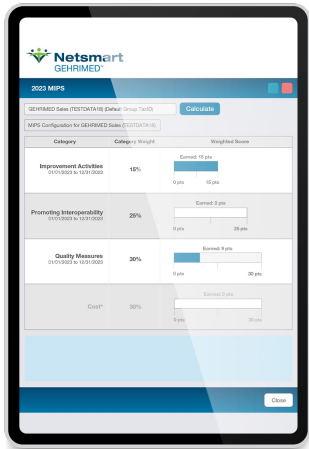 Netsmart
GEHRIMED™
2023 MIPS
GEHRIMED Sales (TESTDATA18) (Default Group TaxID)
Calculate
MIPS Configuration for GEHRIMED Sales (TESTDATA18)
Category Category Weight Weighted Score
Earned: 15 pts
Improvement Activities
01/01/2023 to 12/31/2023
15%
0 pts 15 pts
Earned: 0 pts
Promoting Interoperability
01/01/2023 to 12/31/2023
25%
0 pts 25 pts
Earned: 9 pts
Quality Measures
01/01/2023 to 12/31/2023
30%
0 pts 30 pts
Earned: 0 pts
Cost*
30%
0 pts 30 pts
Close